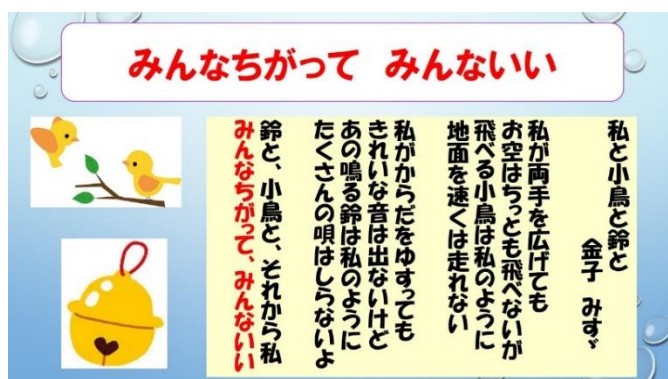 みんなちがって みんないい
私と小鳥と鈴と
金子 みすゞ
私が両手を広げても
お空はちっとも飛べないが
飛べる小鳥は私のように
地面を速くは走れない
私がからだをゆすっても
きれいな音は出ないけど
あの鳴る鈴は私のように
たくさんの唄はしらないよ
鈴と、小鳥と、それから私
みんなちがって、みんないい